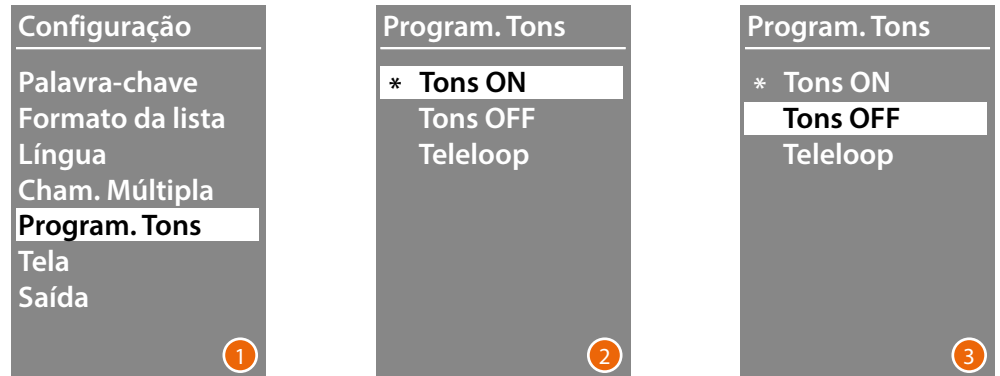 Configuração
Palavra-chave
Formato da lista
Língua
Cham. Múltipla
Program. Tons
Tela
Saída
1
Program. Tons
* Tons ON
Tons OFF
Teleloop
2
Program. Tons
* Tons ON
Tons OFF
Teleloop
3